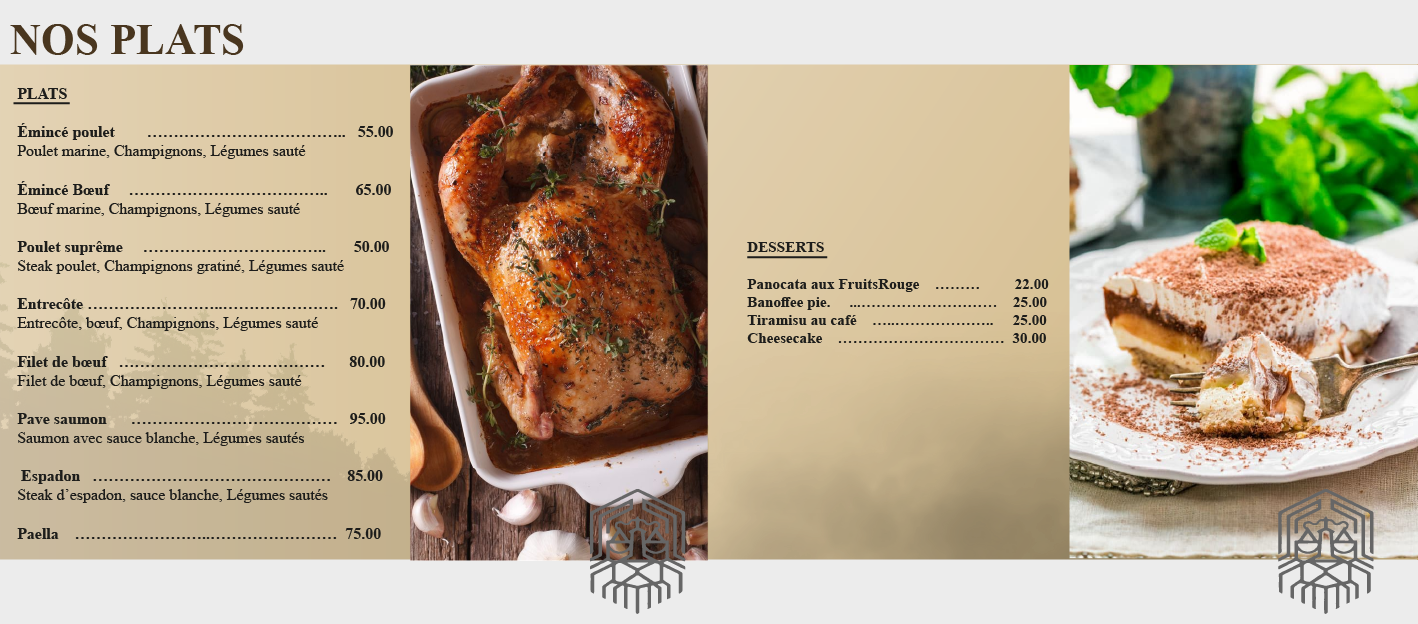 NOS PLATS
PLATS
Émincé poulet ………………………………….. 55.00
Poulet marine, Champignons, Légumes sauté
Émincé Bœuf ……………………………….. 65.00
Bœuf marine, Champignons, Légumes sauté
Poulet suprême ……………………………….. 50.00
Steak poulet, Champignons gratiné, Légumes sauté
Entrecôte ………………………………………….. 70.00
Entrecôte, bœuf, Champignons, Légumes sauté
Filet de bœuf …………………………………… 80.00
Filet de bœuf, Champignons, Légumes sauté
Pave saumon …………………………………… 95.00
Saumon avec sauce blanche, Légumes sautés
Espadon ………………………………………… 85.00
Steak d’espadon, sauce blanche, Légumes sautés
Paella ……………………...…………………… 75.00
DESSERTS
Panocata aux FruitsRouge ……… 22.00
Banoffee pie. ...……………………… 25.00
Tiramisu au café …...……………….. 25.00
Cheesecake …………………………… 30.00